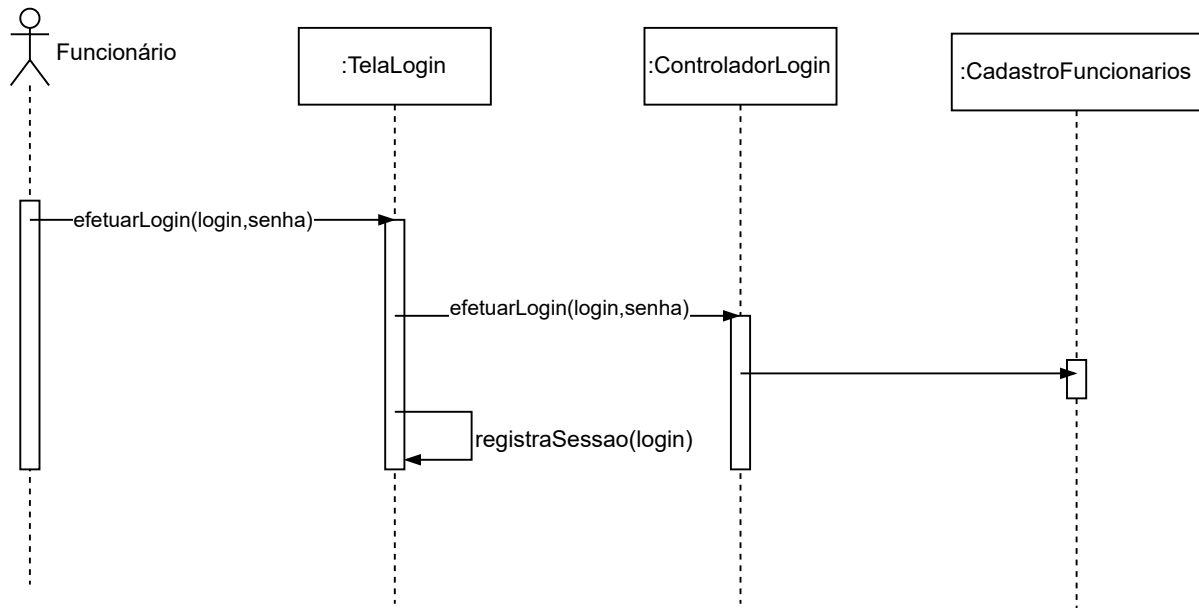 Funcionário
:TelaLogin
:ControladorLogin
:CadastroFuncionarios
efetuarLogin(login,senha)
efetuarLogin(login,senha)
registraSessao(login)